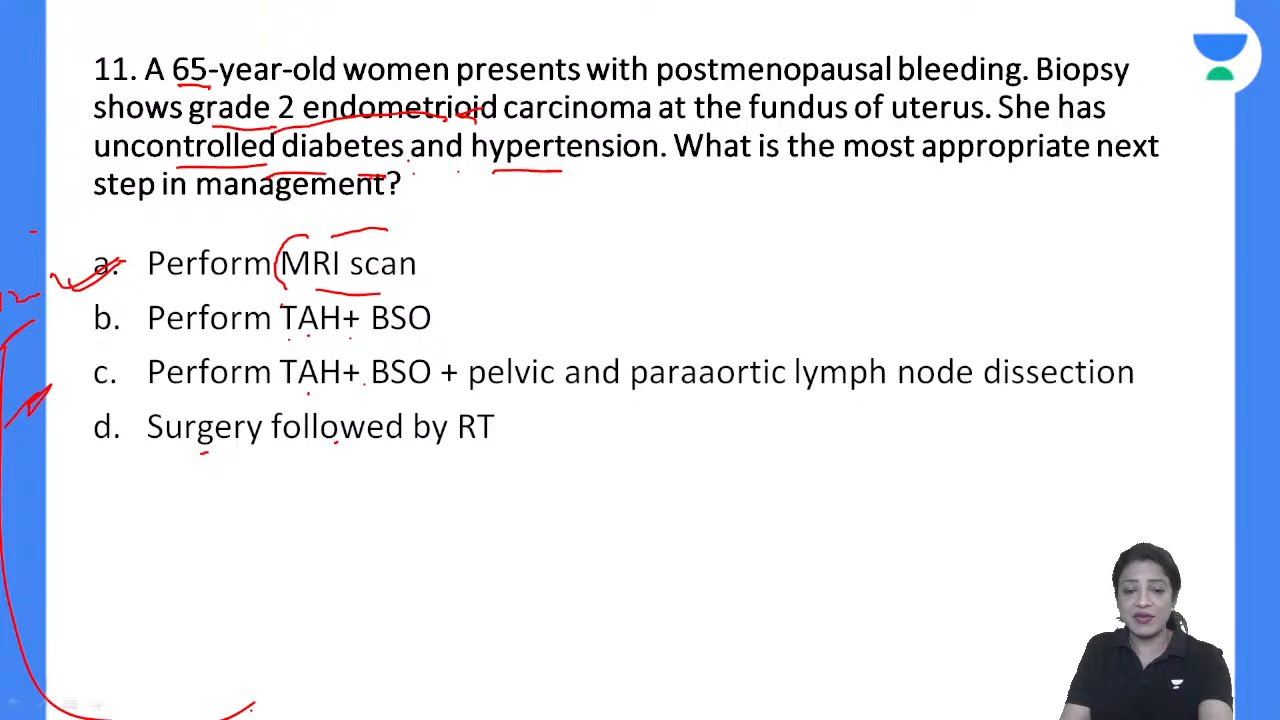 11. A 65-year-old women presents with postmenopausal bleeding. Biopsy
shows grade 2 endometrioid carcinoma at the fundus of uterus. She has
uncontrolled diabetes and hypertension. What is the most appropriate next
step in management?
a. Perform MRI scan
b. Perform TAH+ BSO
c. Perform TAH+ BSO + pelvic and paraaortic lymph node dissection
d. Surgery followed by RT